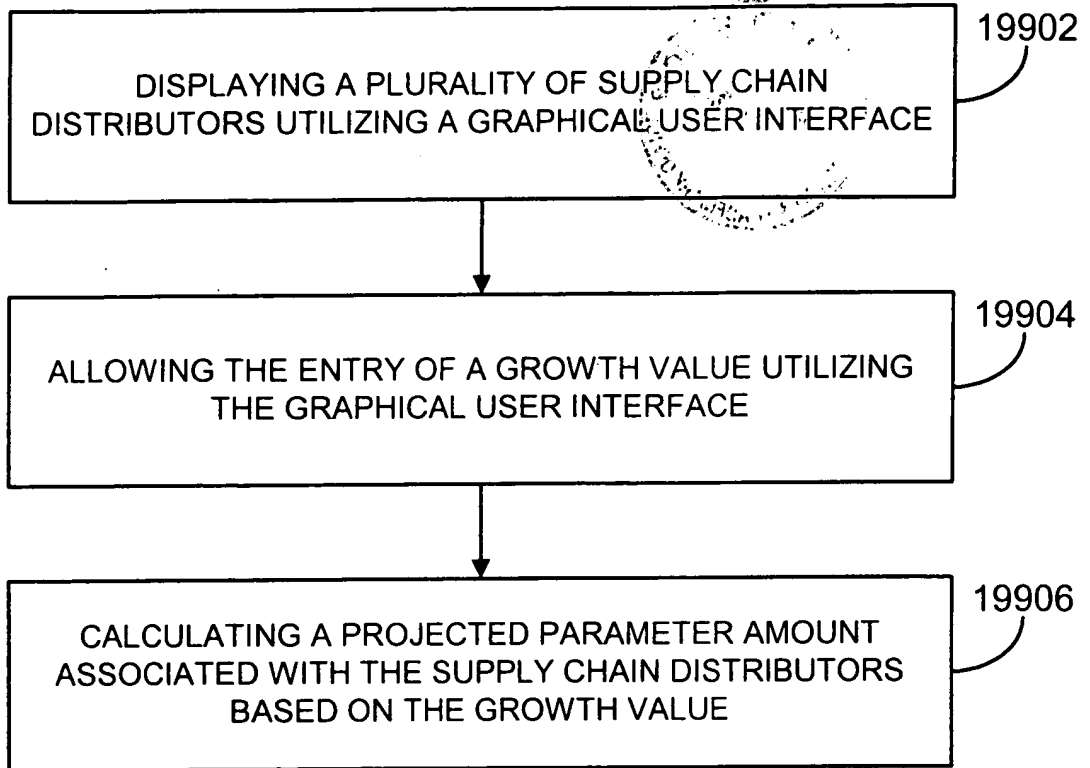 19902
DISPLAYING A PLURALITY OF SUPPLY CHAIN
DISTRIBUTORS UTILIZING A GRAPHICAL USER INTERFACE
19904
ALLOWING THE ENTRY OF A GROWTH VALUE UTILIZING
THE GRAPHICAL USER INTERFACE
19906
CALCULATING A PROJECTED PARAMETER AMOUNT
ASSOCIATED WITH THE SUPPLY CHAIN DISTRIBUTORS
BASED ON THE GROWTH VALUE